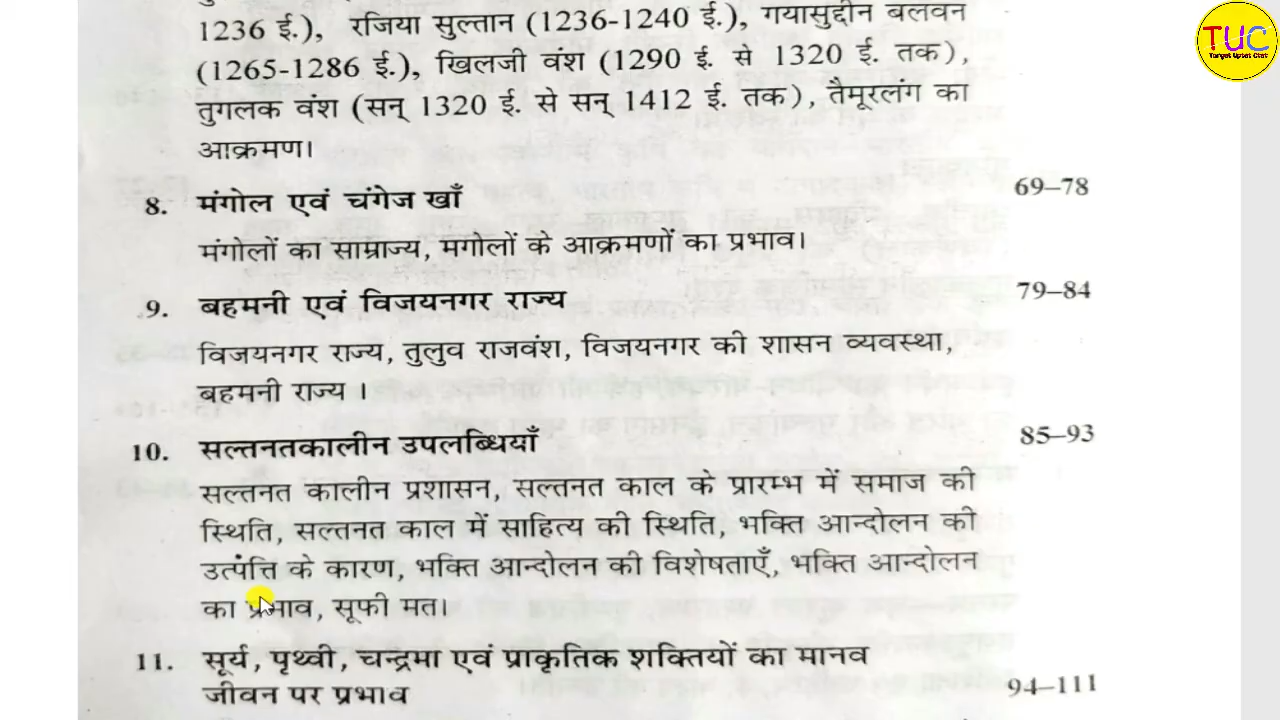 1236 ई.), रजिया सुल्तान (1236-1240 ई.), गयासुद्दीन बलवन
(1265-1286 ई.), खिलजी वंश (1290 ई. से 1320 ई. तक),
तुगलक वंश (सन् 1320 ई. से सन् 1412 ई. तक), तैमूरलंग का
आक्रमण।
8. मंगोल एवं चंगेज खाँ 69–78
मंगोलों का साम्राज्य, मगोलों के आक्रमणों का प्रभाव।
9. बहमनी एवं विजयनगर राज्य 79–84
विजयनगर राज्य, तुलुव राजवंश, विजयनगर की शासन व्यवस्था,
बहमनी राज्य ।
10. सल्तनतकालीन उपलब्धियाँ 85–93
सल्तनत कालीन प्रशासन, सल्तनत काल के प्रारम्भ में समाज की
स्थिति, सल्तनत काल में साहित्य की स्थिति, भक्ति आन्दोलन की
उत्पंत्ति के कारण, भक्ति आन्दोलन की विशेषताएँ, भक्ति आन्दोलन
का प्रभाव, सूफी मत।
11. सूर्य, पृथ्वी, चन्द्रमा एवं प्राकृतिक शक्तियों का मानव
जीवन पर प्रभाव 94–111
TUC
Target Uptet Ctet